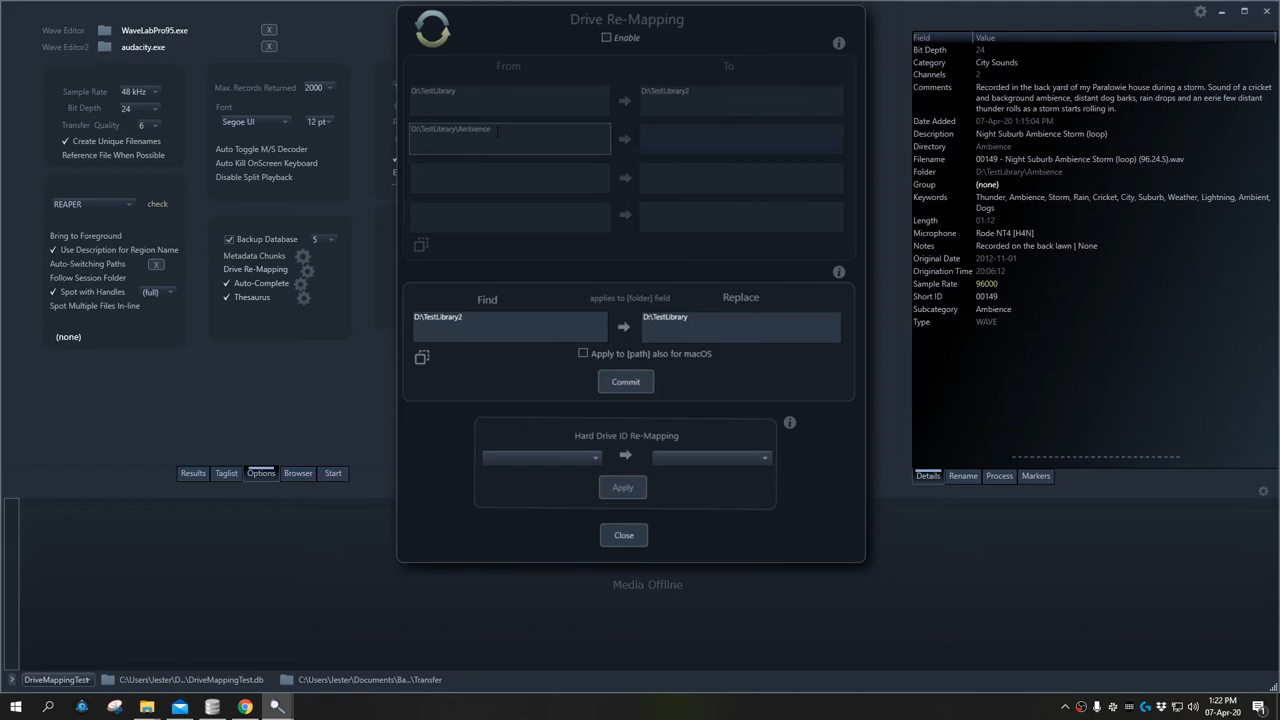 Wave Editor WaveLabPro95.exe X
Wave Editor2 audacity.exe X
Sample Rate 48 kHz
Bit Depth 24
Transfer Quality 6
Create Unique Filenames
Reference File When Possible
Max. Records Returned 2000
Font
Segoe UI 12 pt
Auto Toggle M/S Decoder
Auto Kill OnScreen Keyboard
Disable Split Playback
REAPER check
Bring to Foreground
Use Description for Region Name
Auto-Switching Paths X
Follow Session Folder
Spot with Handles (full)
Spot Multiple Files In-line
(none)
Backup Database 5
Metadata Chunks
Drive Re-Mapping
Auto-Complete
Thesaurus
Results Taglist Options Browser Start
Drive Re-Mapping
Enable
From To
D:\TestLibrary D:\TestLibrary2
D:\TestLibrary\Ambience
Find applies to [folder] field Replace
D:\TestLibrary2 D:\TestLibrary
Apply to [path] also for macOS
Commit
Hard Drive ID Re-Mapping
Apply
Close
Field Value
Bit Depth 24
Category City Sounds
Channels 2
Comments Recorded in the back yard of my Paralowie house during a storm. Sound of a cricket
and background ambience, distant dog barks, rain drops and an eerie few distant
thunder rolls as a storm starts rolling in.
Date Added 07-Apr-20 1:15:04 PM
Description Night Suburb Ambience Storm (loop)
Directory Ambience
Filename 00149 - Night Suburb Ambience Storm (loop) (96.24.S).wav
Folder D:\TestLibrary\Ambience
Group (none)
Keywords Thunder, Ambience, Storm, Rain, Cricket, City, Suburb, Weather, Lightning, Ambient,
Dogs
Length 01:12
Microphone Rode NT4 [H4N]
Notes Recorded on the back lawn | None
Original Date 2012-11-01
Origination Time 20:06:12
Sample Rate 96000
Short ID 00149
Subcategory Ambience
Type WAVE
Details Rename Process Markers
Media Offline
DriveMappingTest C:\Users\Jester\D...\DriveMappingTest.db C:\Users\Jester\Documents\Ba...\Transfer
1:22 PM
07-Apr-20